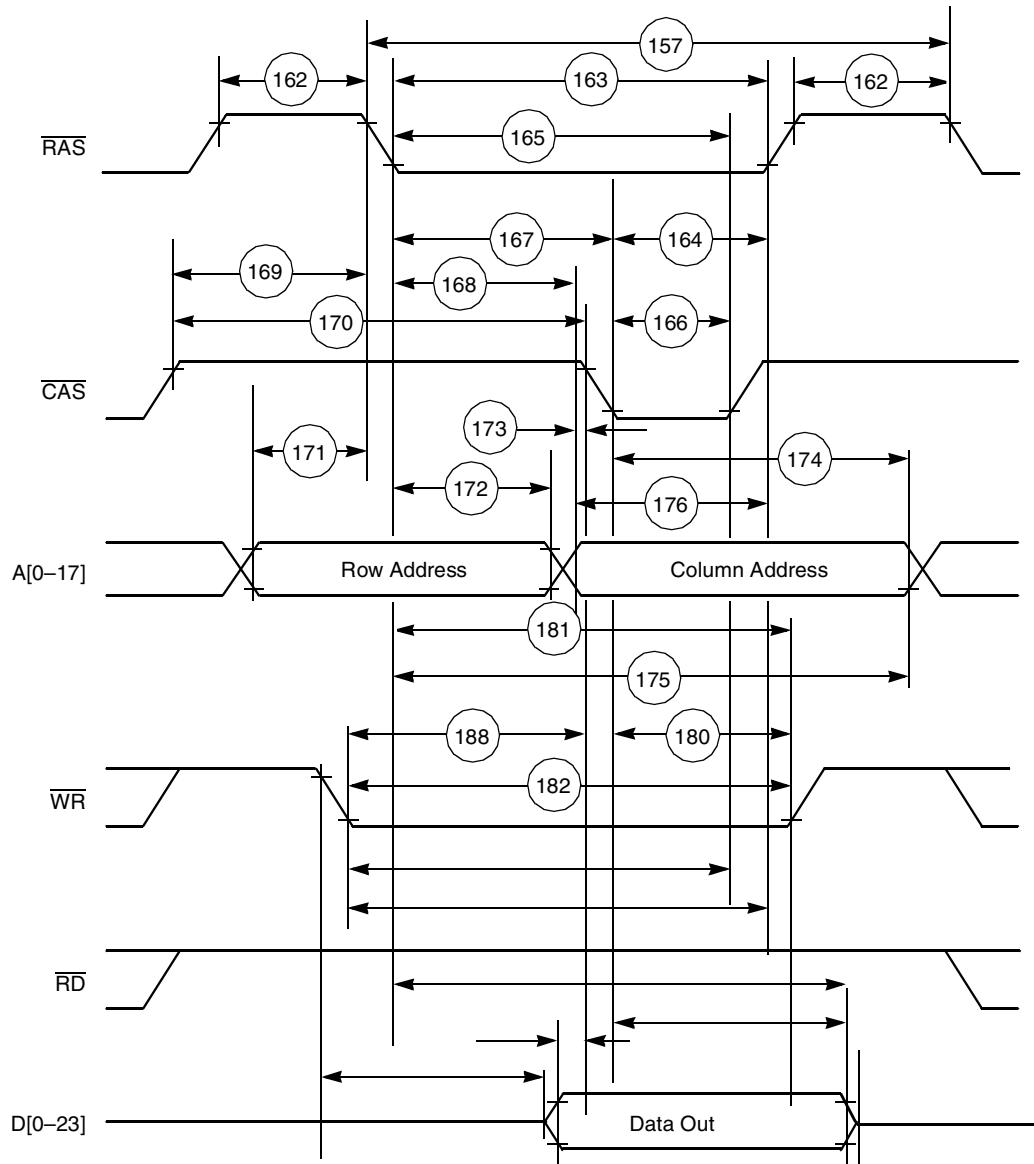 157
162
163
162
RAS
165
167
164
169
168
170
166
CAS
173
171
174
172
176
A[0–17]
Row Address
Column Address
181
175
188
180
WR
182
RD
D[0–23]
Data Out